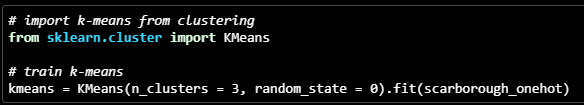 # import k-means from clustering
from sklearn.cluster import KMeans
# train k-means
kmeans = KMeans(n_clusters = 3, random_state = 0).fit(scarborough_onehot)